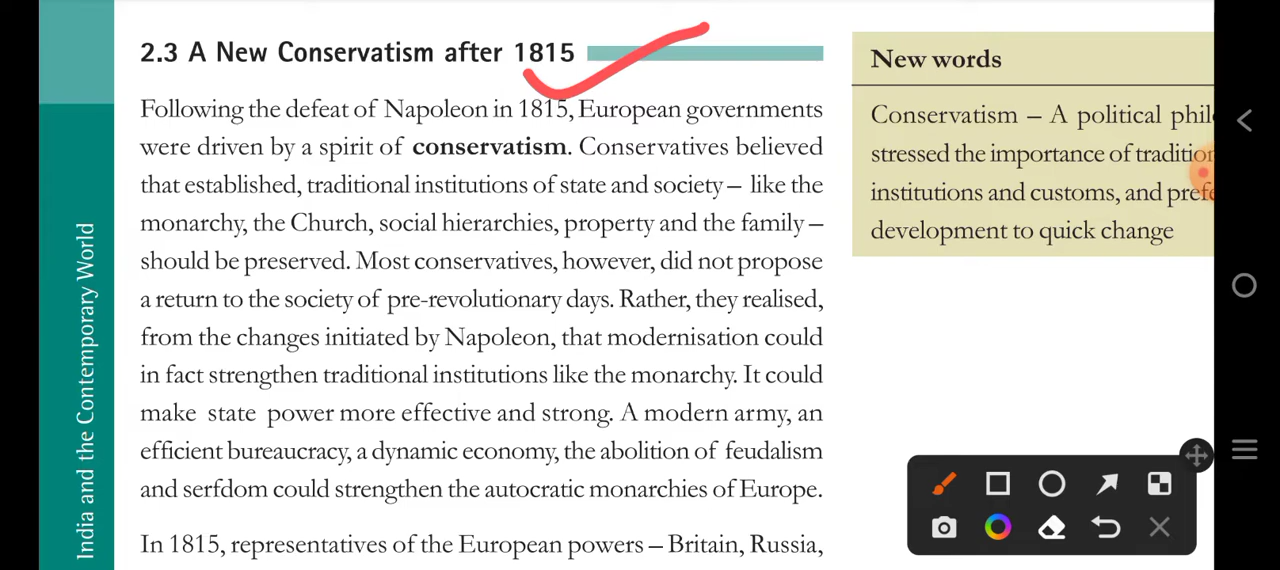 2.3 A New Conservatism after 1815
Following the defeat of Napoleon in 1815, European governments
were driven by a spirit of conservatism. Conservatives believed
that established, traditional institutions of state and society – like the
monarchy, the Church, social hierarchies, property and the family –
should be preserved. Most conservatives, however, did not propose
a return to the society of pre-revolutionary days. Rather, they realised,
from the changes initiated by Napoleon, that modernisation could
in fact strengthen traditional institutions like the monarchy. It could
make state power more effective and strong. A modern army, an
efficient bureaucracy, a dynamic economy, the abolition of feudalism
and serfdom could strengthen the autocratic monarchies of Europe.
In 1815, representatives of the European powers – Britain, Russia,
New words
Conservatism – A political
stressed the importance of
institutions and customs, and
development to quick change
India and the Contemporary World